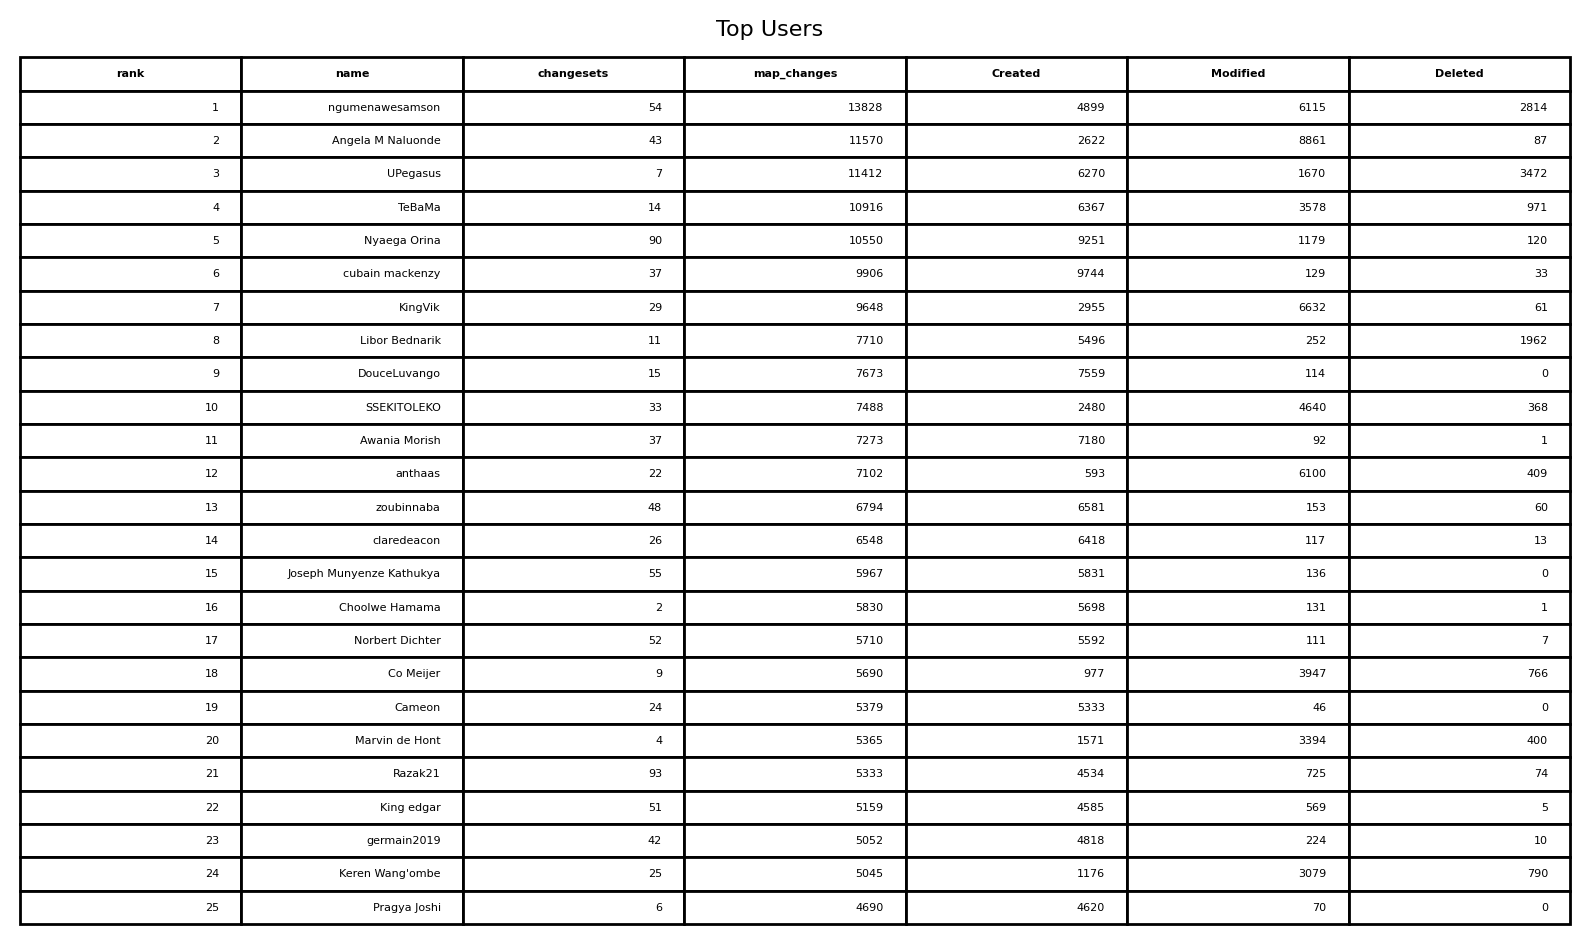 Top Users
rank name changesets map_changes Created Modified Deleted
1 ngumenawesamson 54 13828 4899 6115 2814
2 Angela M Naluonde 43 11570 2622 8861 87
3 UPegasus 7 11412 6270 1670 3472
4 TeBaMa 14 10916 6367 3578 971
5 Nyaega Orina 90 10550 9251 1179 120
6 cubain mackenzy 37 9906 9744 129 33
7 KingVik 29 9648 2955 6632 61
8 Libor Bednarik 11 7710 5496 252 1962
9 DouceLuvango 15 7673 7559 114 0
10 SSEKITOLEKO 33 7488 2480 4640 368
11 Awania Morish 37 7273 7180 92 1
12 anthaas 22 7102 593 6100 409
13 zoubinnaba 48 6794 6581 153 60
14 claredeacon 26 6548 6418 117 13
15 Joseph Munyenze Kathukya 55 5967 5831 136 0
16 Choolwe Hamama 2 5830 5698 131 1
17 Norbert Dichter 52 5710 5592 111 7
18 Co Meijer 9 5690 977 3947 766
19 Cameon 24 5379 5333 46 0
20 Marvin de Hont 4 5365 1571 3394 400
21 Razak21 93 5333 4534 725 74
22 King edgar 51 5159 4585 569 5
23 germain2019 42 5052 4818 224 10
24 Keren Wang'ombe 25 5045 1176 3079 790
25 Pragya Joshi 6 4690 4620 70 0